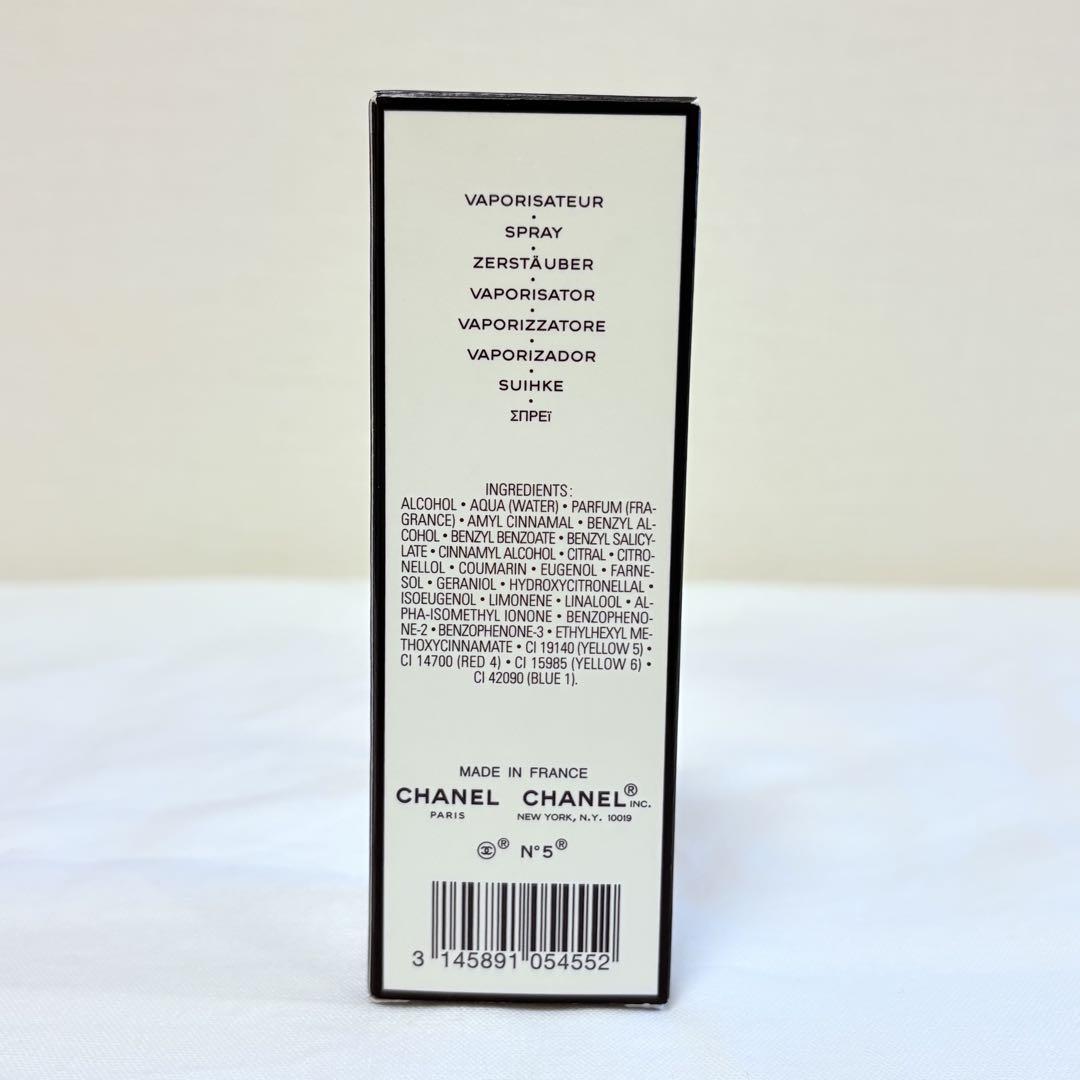 VAPORISATEUR
•
SPRAY
•
ZERSTÄUBER
•
VAPORISATOR
•
VAPORIZZATORE
•
VAPORIZADOR
•
SUIHKE
•
ΣΠΡΕΪ
INGREDIENTS:
ALCOHOL • AQUA (WATER) • PARFUM (FRA-
GRANCE) • AMYL CINNAMAL • BENZYL AL-
COHOL • BENZYL BENZOATE • BENZYL SALICY-
LATE • CINNAMYL ALCOHOL • CITRAL • CITRO-
NELLOL • COUMARIN • EUGENOL • FARNE-
SOL • GERANIOL • HYDROXYCITRONELLAL •
ISOEUGENOL • LIMONENE • LINALOOL • AL-
PHA-ISOMETHYL IONONE • BENZOPHENO-
NE-2 • BENZOPHENONE-3 • ETHYLHEXYL ME-
THOXYCINNAMATE • CI 19140 (YELLOW 5) •
CI 14700 (RED 4) • CI 15985 (YELLOW 6) •
CI 42090 (BLUE 1).
MADE IN FRANCE
CHANEL CHANEL® INC.
PARIS NEW YORK, N.Y. 10019
® N°5®
3 145891 054552